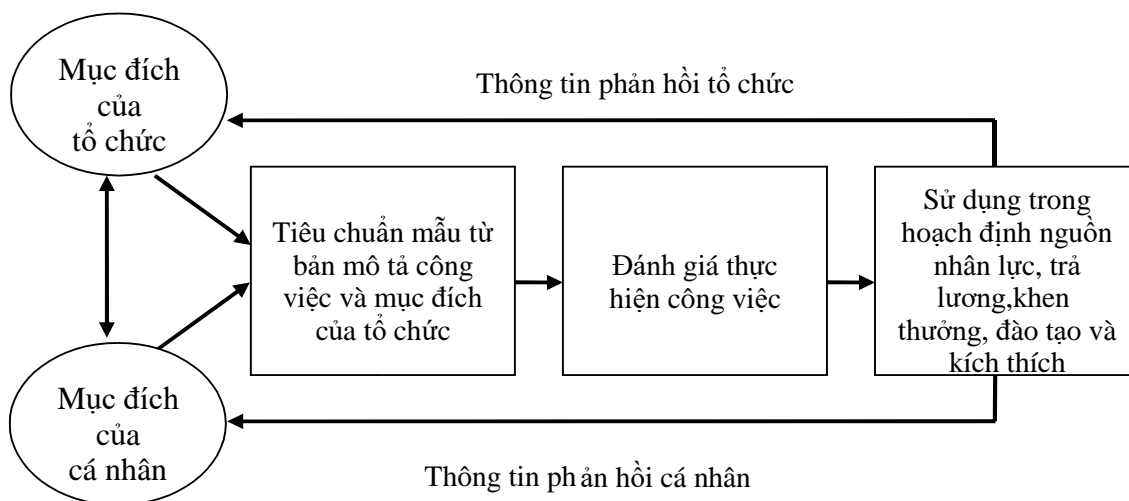 Mục đích
của
tổ chức
Thông tin phản hồi tổ chức
Tiêu chuẩn mẫu từ
bản mô tả công
việc và mục đích
của tổ chức
Đánh giá thực
hiện công việc
Sử dụng trong
hoạch định nguồn
nhân lực, trả
lương,khen
thưởng, đào tạo và
kích thích
Mục đích
của
cá nhân
Thông tin phản hồi cá nhân